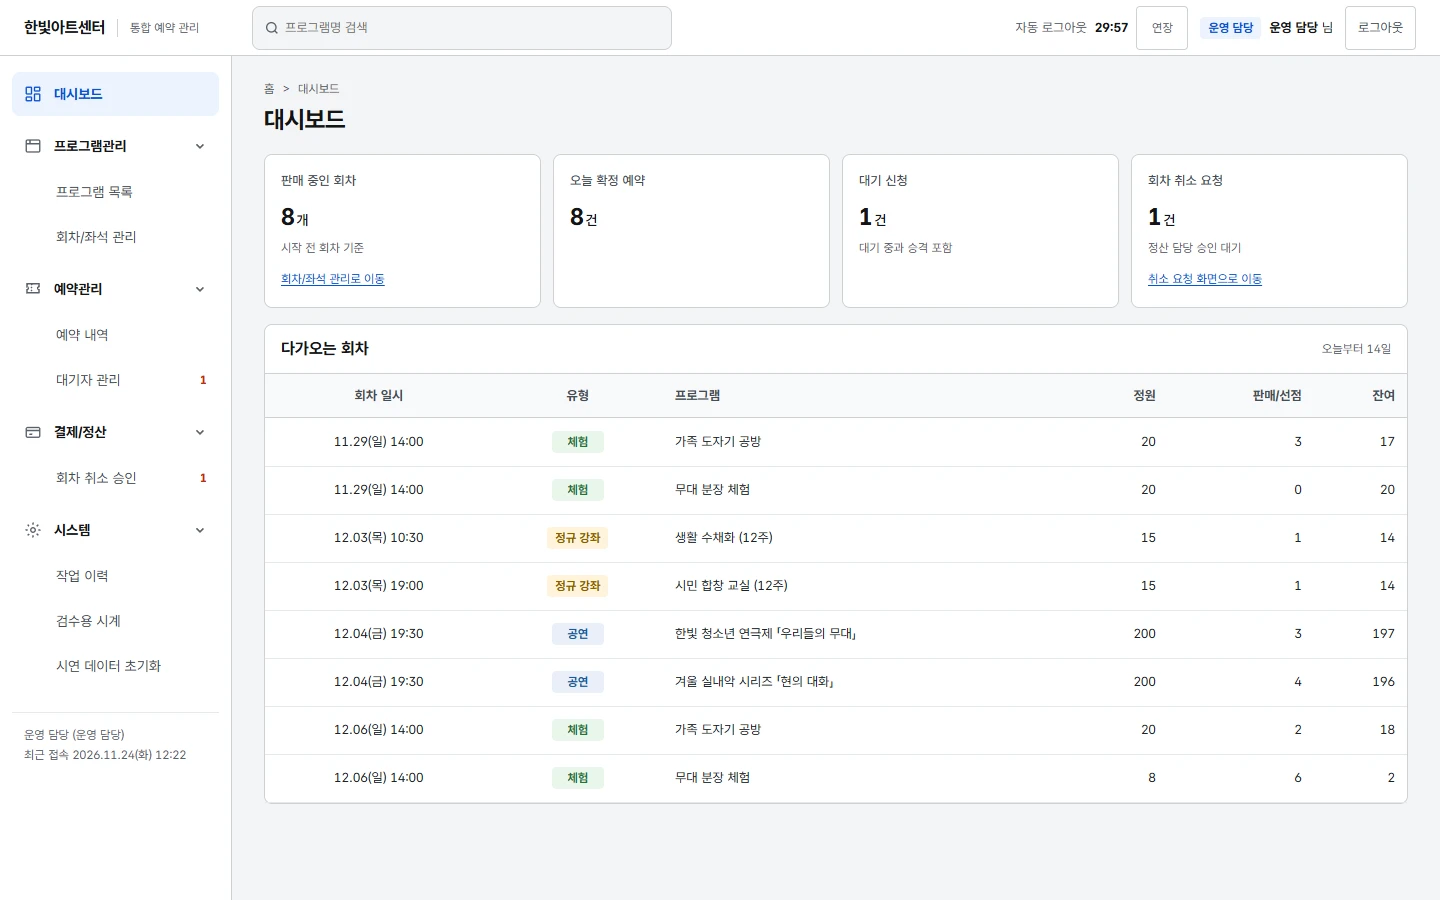 한빛아트센터 통합 예약 관리
프로그램명 검색
자동 로그아웃 29:57 연장 운영 담당 운영 담당 님 로그아웃
대시보드
프로그램관리
프로그램 목록
회차/좌석 관리
예약관리
예약 내역
대기자 관리 1
결제/정산
회차 취소 승인 1
시스템
작업 이력
검수용 시계
시연 데이터 초기화
운영 담당 (운영 담당)
최근 접속 2026.11.24(화) 12:22
홈 > 대시보드
대시보드
판매 중인 회차
8개
시작 전 회차 기준
회차/좌석 관리로 이동
오늘 확정 예약
8건
대기 신청
1건
대기 중과 승격 포함
회차 취소 요청
1건
정산 담당 승인 대기
취소 요청 화면으로 이동
다가오는 회차 오늘부터 14일
회차 일시 유형 프로그램 정원 판매/선점 잔여
11.29(일) 14:00 체험 가족 도자기 공방 20 3 17
11.29(일) 14:00 체험 무대 분장 체험 20 0 20
12.03(목) 10:30 정규 강좌 생활 수채화 (12주) 15 1 14
12.03(목) 19:00 정규 강좌 시민 합창 교실 (12주) 15 1 14
12.04(금) 19:30 공연 한빛 청소년 연극제 「우리들의 무대」 200 3 197
12.04(금) 19:30 공연 겨울 실내악 시리즈 「현의 대화」 200 4 196
12.06(일) 14:00 체험 가족 도자기 공방 20 2 18
12.06(일) 14:00 체험 무대 분장 체험 8 6 2